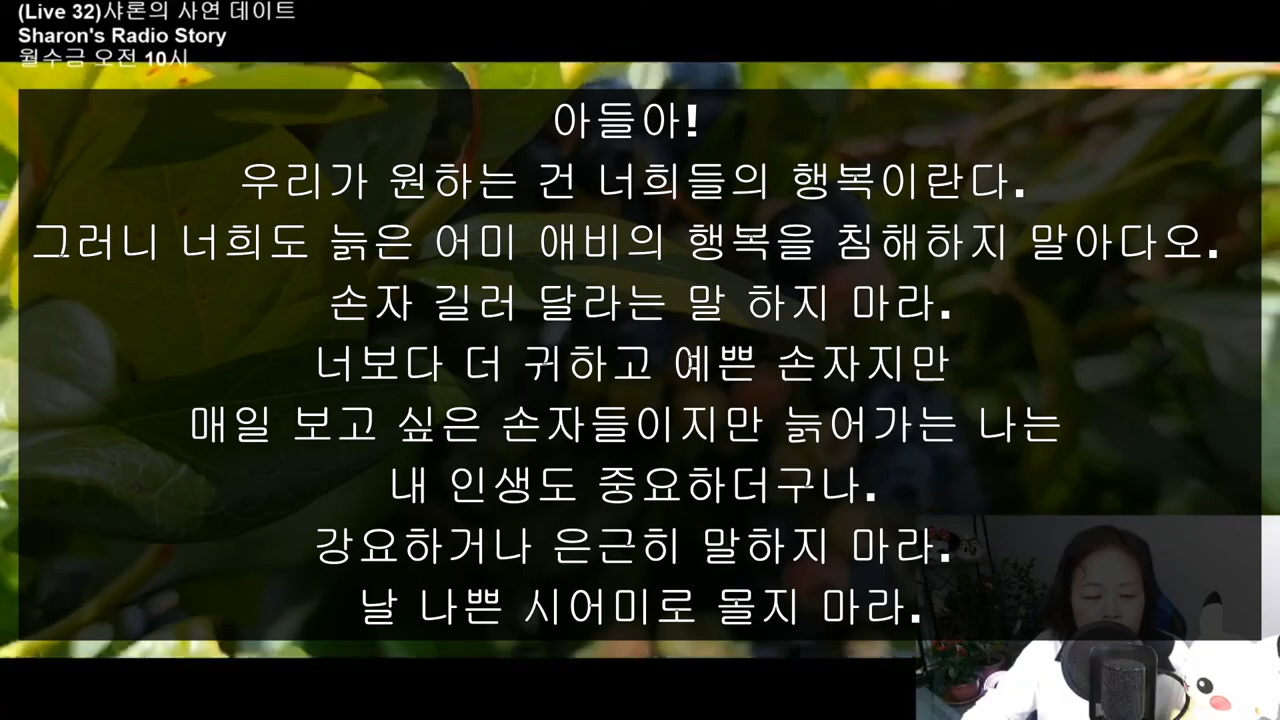 (Live 32)샤론의 사연 데이트
Sharon's Radio Story
월수금 오전 10시
아들아!
우리가 원하는 건 너희들의 행복이란다.
그러니 너희도 늙은 어미 애비의 행복을 침해하지 말아다오.
손자 길러 달라는 말 하지 마라.
너보다 더 귀하고 예쁜 손자지만
매일 보고 싶은 손자들이지만 늙어가는 나는
내 인생도 중요하더구나.
강요하거나 은근히 말하지 마라.
날 나쁜 시어미로 몰지 마라.